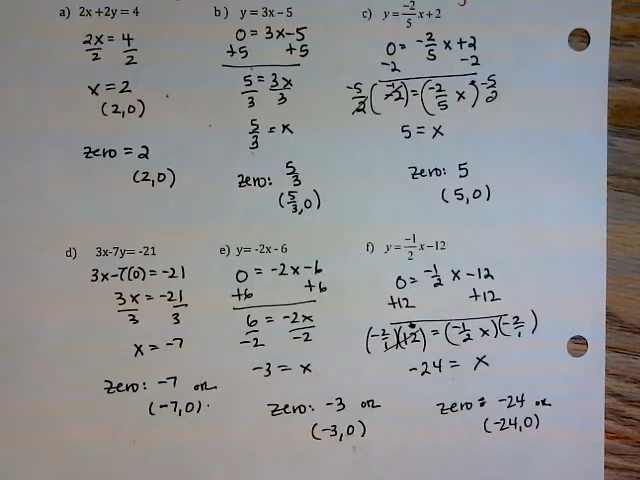 a) 2x +2y = 4
2x = 4
2 2
x = 2
(2,0)
zero = 2
(2,0)
b) y = 3x - 5
0 = 3x-5
+5 +5
5 = 3x
3 3
5/3 = x
zero: 5/3
(5/3,0)
c) y = -2/5 x + 2
0 = -2/5 x + 2
-2 -2
-5/2 (-2) = (-2/5 x) -5/2
5 = x
zero: 5
(5,0)
d) 3x-7y= -21
3x-7(0) = -21
3x = -21
3 3
x = -7
zero: -7 or
(-7,0).
e) y= -2x - 6
0 = -2x - 6
+6 +6
6 = -2x
-2 -2
-3 = x
zero: -3 or
(-3,0)
f) y = -1/2 x - 12
0 = -1/2 x - 12
+12 +12
(-2/1)(12) = (-1/2 x)(-2/1)
-24 = x
zero = -24 or
(-24,0)